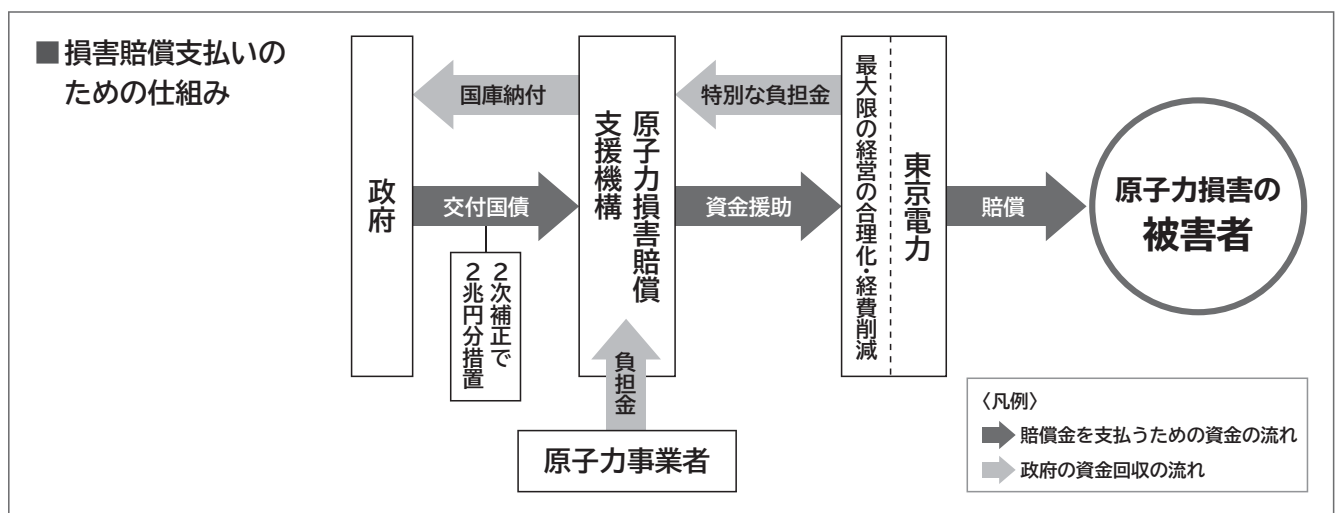 ■損害賠償支払いの
ための仕組み
政府
国庫納付
交付国債
2次補正で
2兆円分措置
原子力損害賠償
支援機構
負担金
原子力事業者
特別な負担金
資金援助
最大限の経営の合理化・経費削減
東京電力
賠償
原子力損害の
被害者
〈凡例〉
賠償金を支払うための資金の流れ
政府の資金回収の流れ